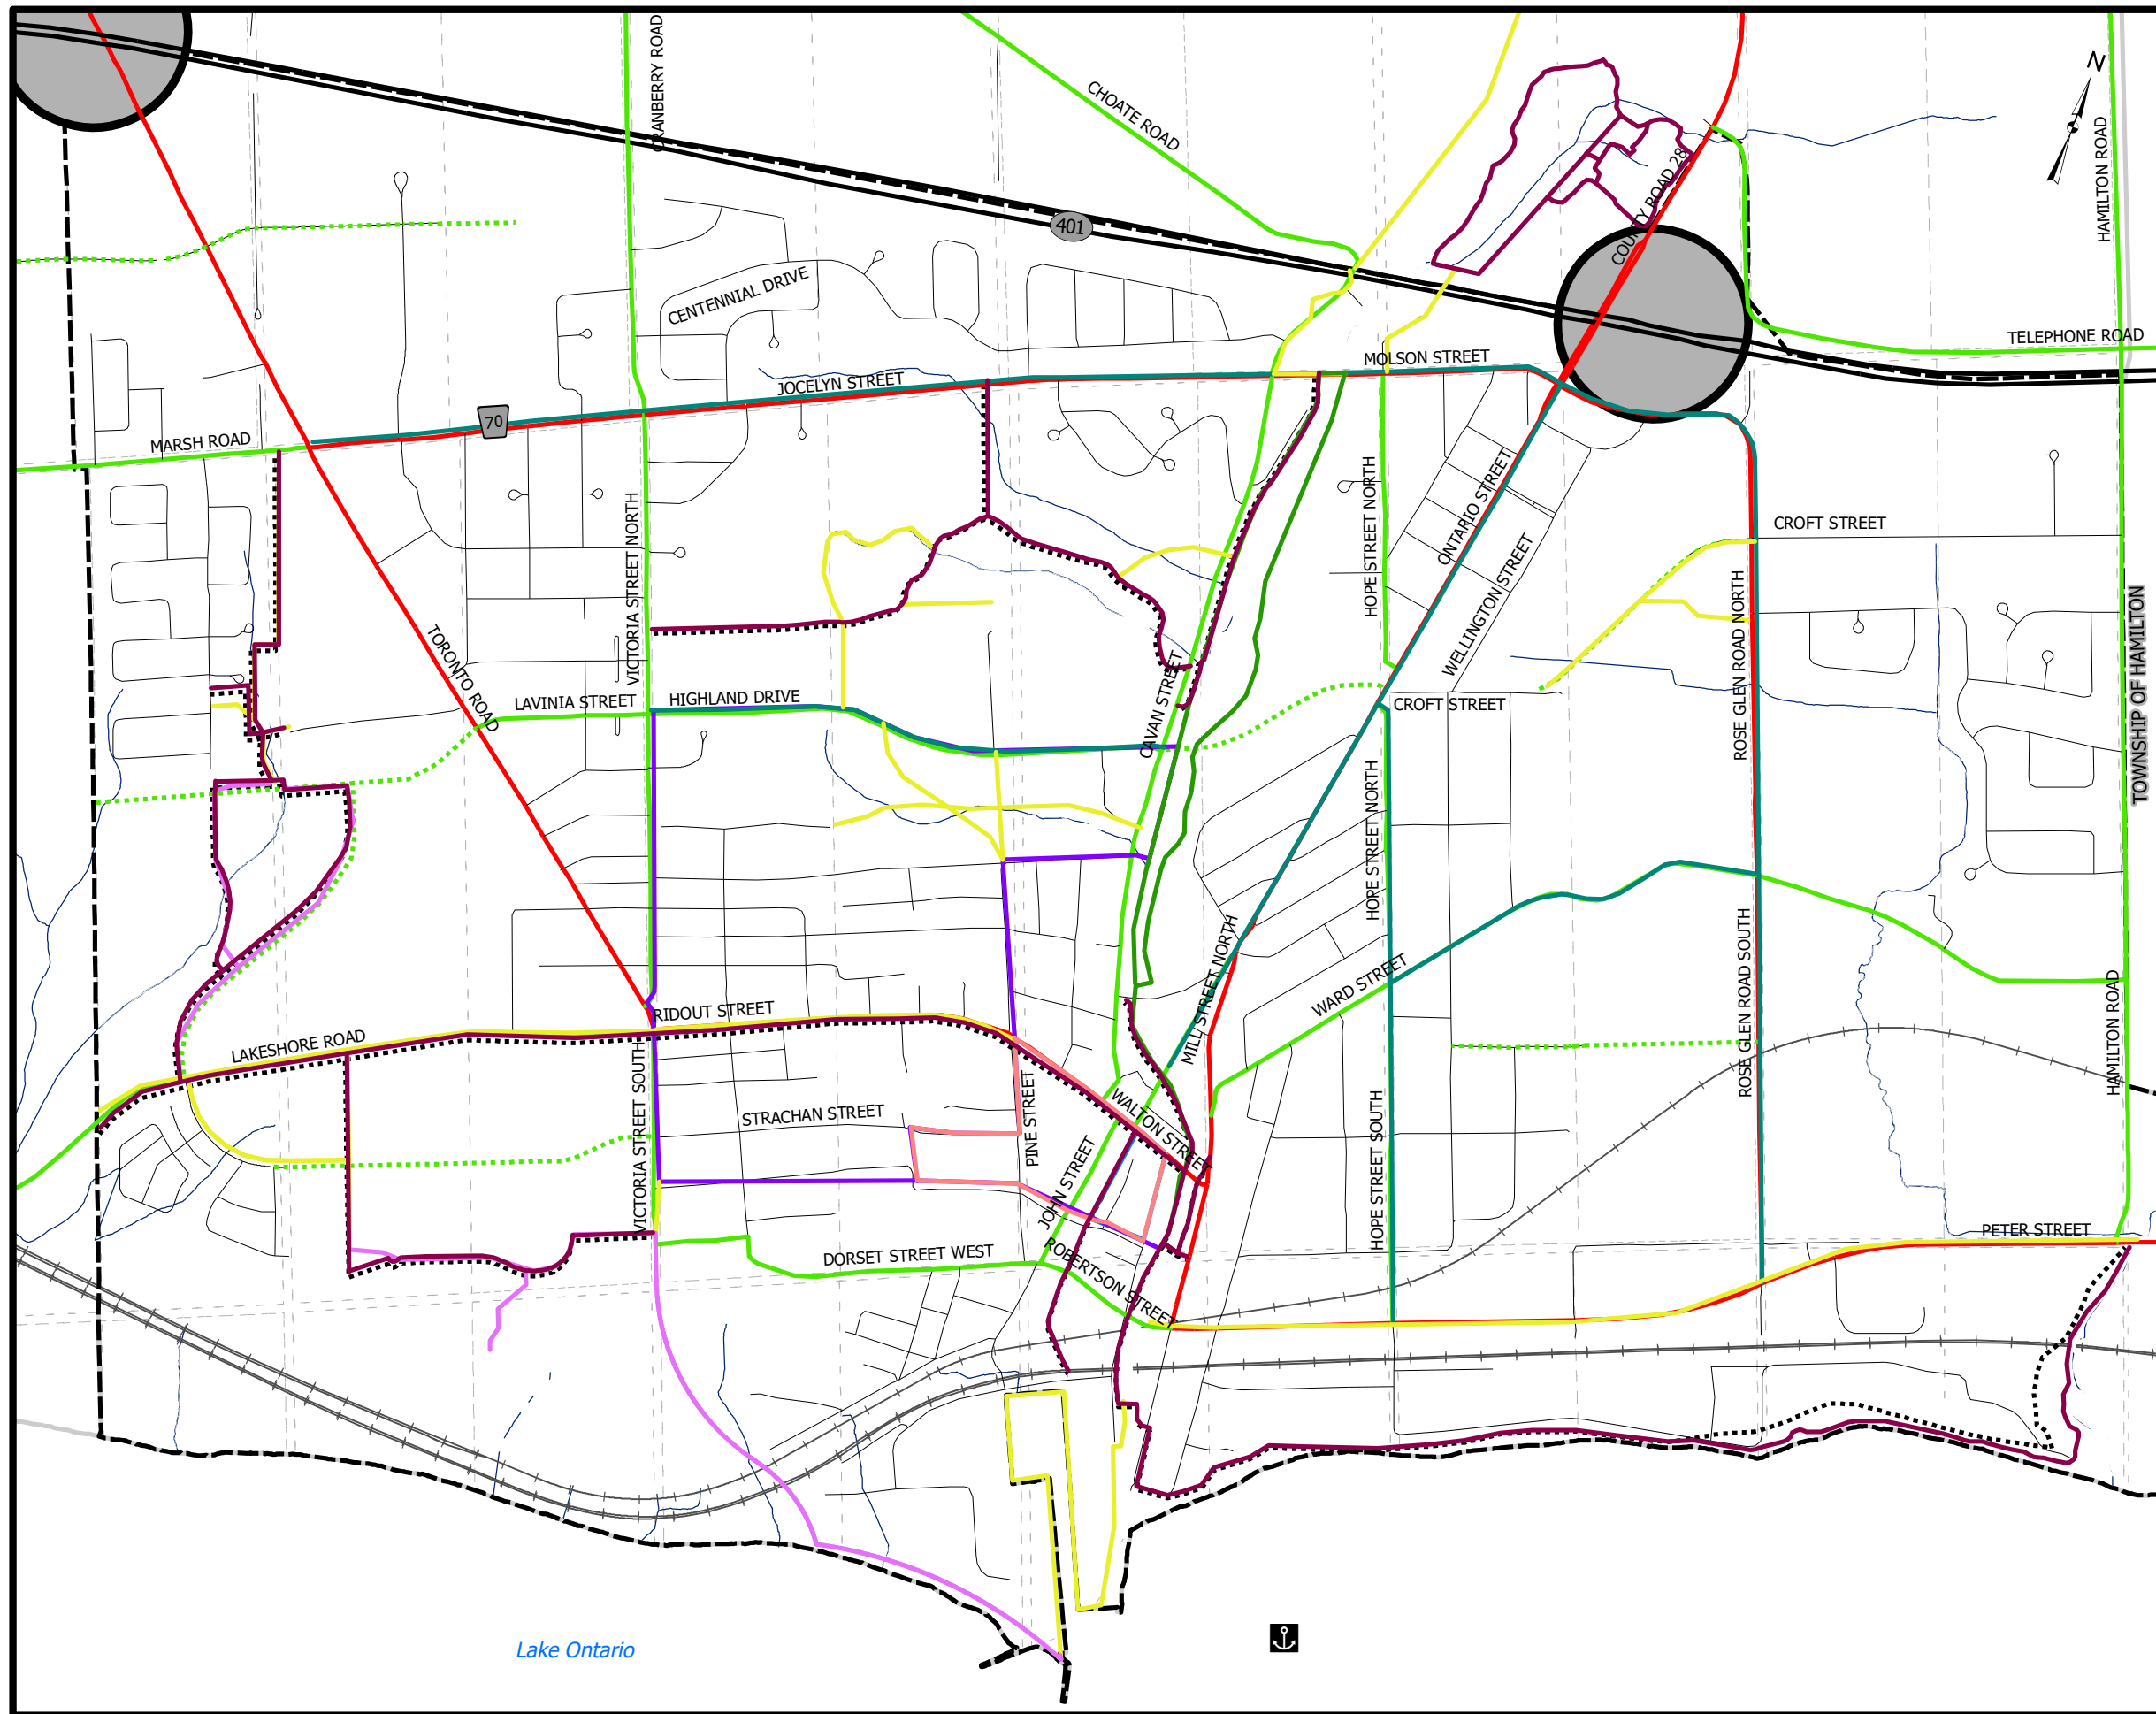 CRANBERRY ROAD
CHOATE ROAD
N
HAMILTON ROAD
401
COUNTY ROAD 28
CENTENNIAL DRIVE
TELEPHONE ROAD
MOLSON STREET
JOCELYN STREET
70
MARSH ROAD
HOPE STREET NORTH
ONTARIO STREET
CROFT STREET
VICTORIA STREET NORTH
WELLINGTON STREET
ROSE GLEN ROAD NORTH
TOWNSHIP OF HAMILTON
TORONTO ROAD
LAVINIA STREET
HIGHLAND DRIVE
CAVAN STREET
CROFT STREET
HOPE STREET NORTH
MILL STREET NORTH
WARD STREET
ROSE GLEN ROAD SOUTH
HAMILTON ROAD
RIDOUT STREET
LAKESHORE ROAD
VICTORIA STREET SOUTH
STRACHAN STREET
PINE STREET
WALTON STREET
JOHN STREET
HOPE STREET SOUTH
PETER STREET
DORSET STREET WEST
ROBERTSON STREET
Lake Ontario